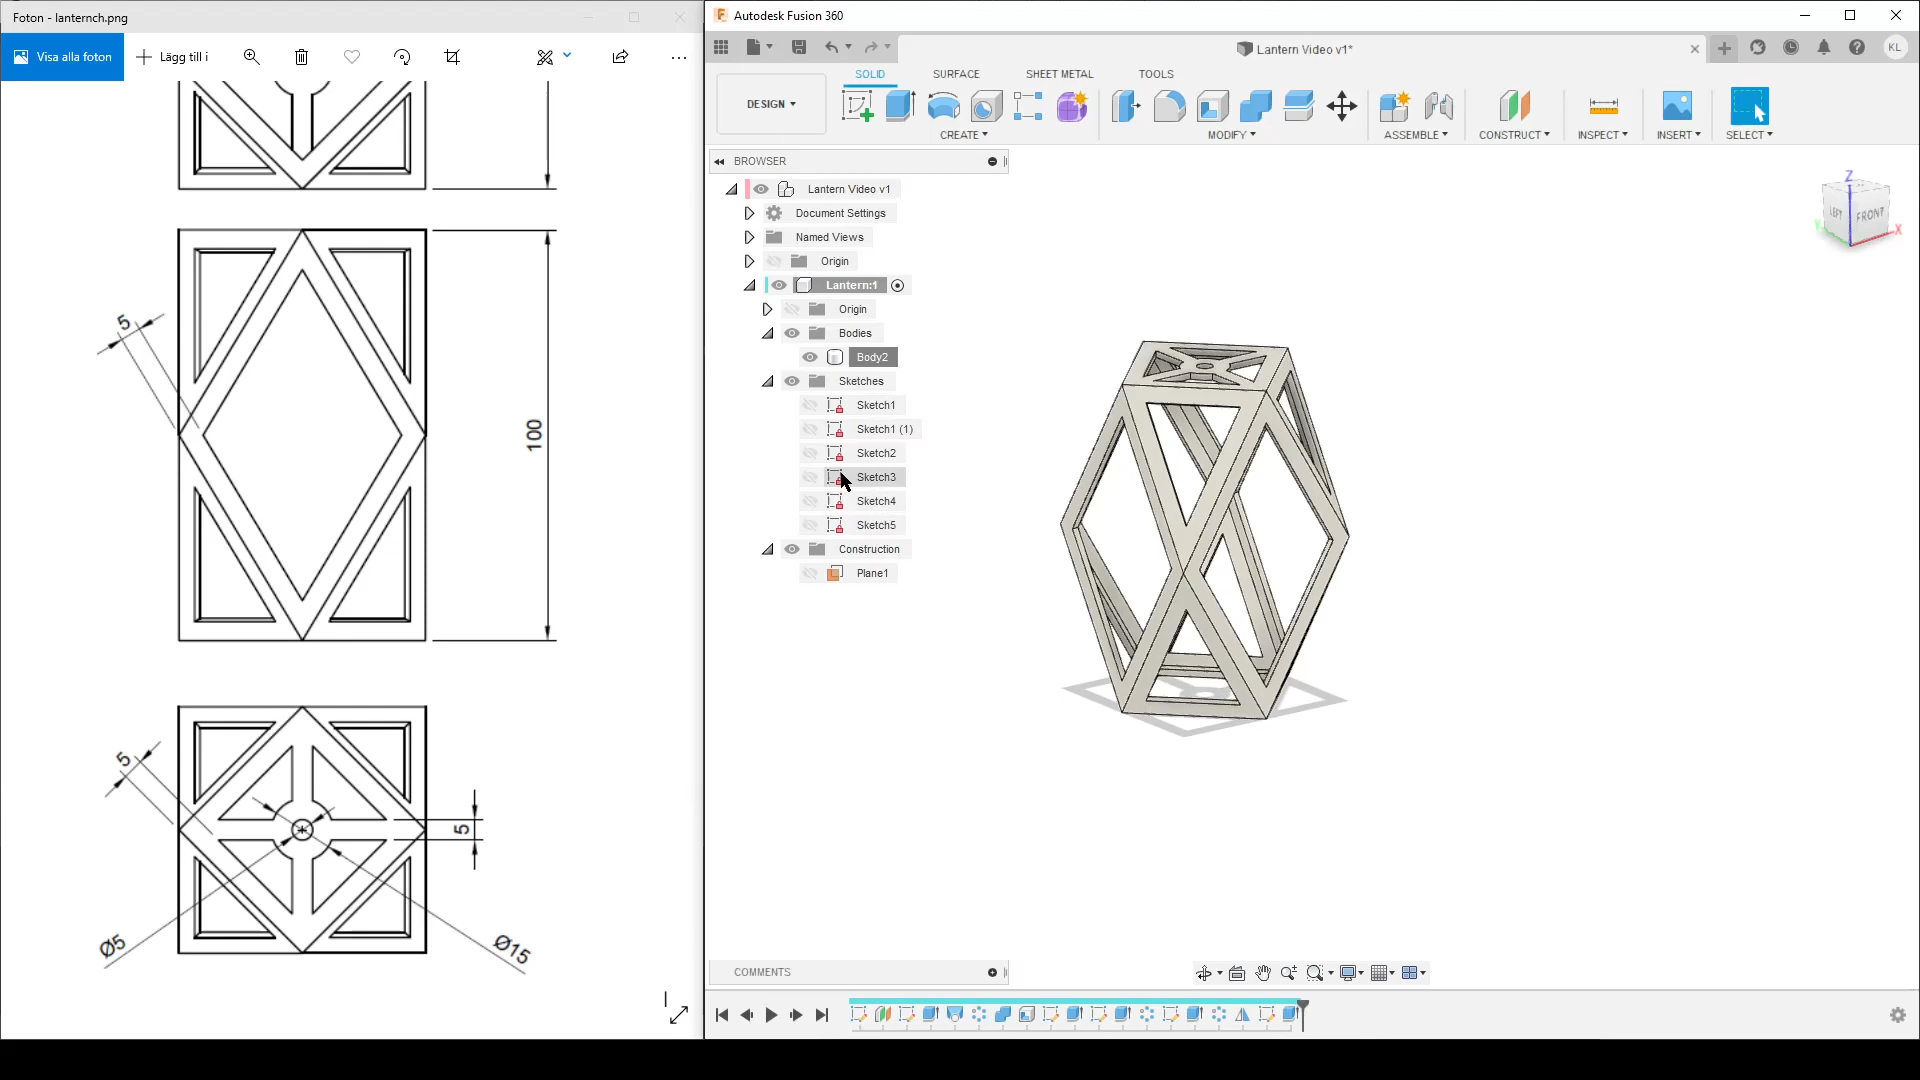 Foton - lanternch.png
Visa alla foton
Lägg till i
5
100
5
5
Ø5
Ø15
Autodesk Fusion 360
Lantern Video v1*
KL
DESIGN
SOLID
SURFACE
SHEET METAL
TOOLS
CREATE
MODIFY
ASSEMBLE
CONSTRUCT
INSPECT
INSERT
SELECT
BROWSER
Lantern Video v1
Document Settings
Named Views
Origin
Lantern:1
Origin
Bodies
Body2
Sketches
Sketch1
Sketch1 (1)
Sketch2
Sketch3
Sketch4
Sketch5
Construction
Plane1
Z
LEFT
FRONT
Y
X
COMMENTS